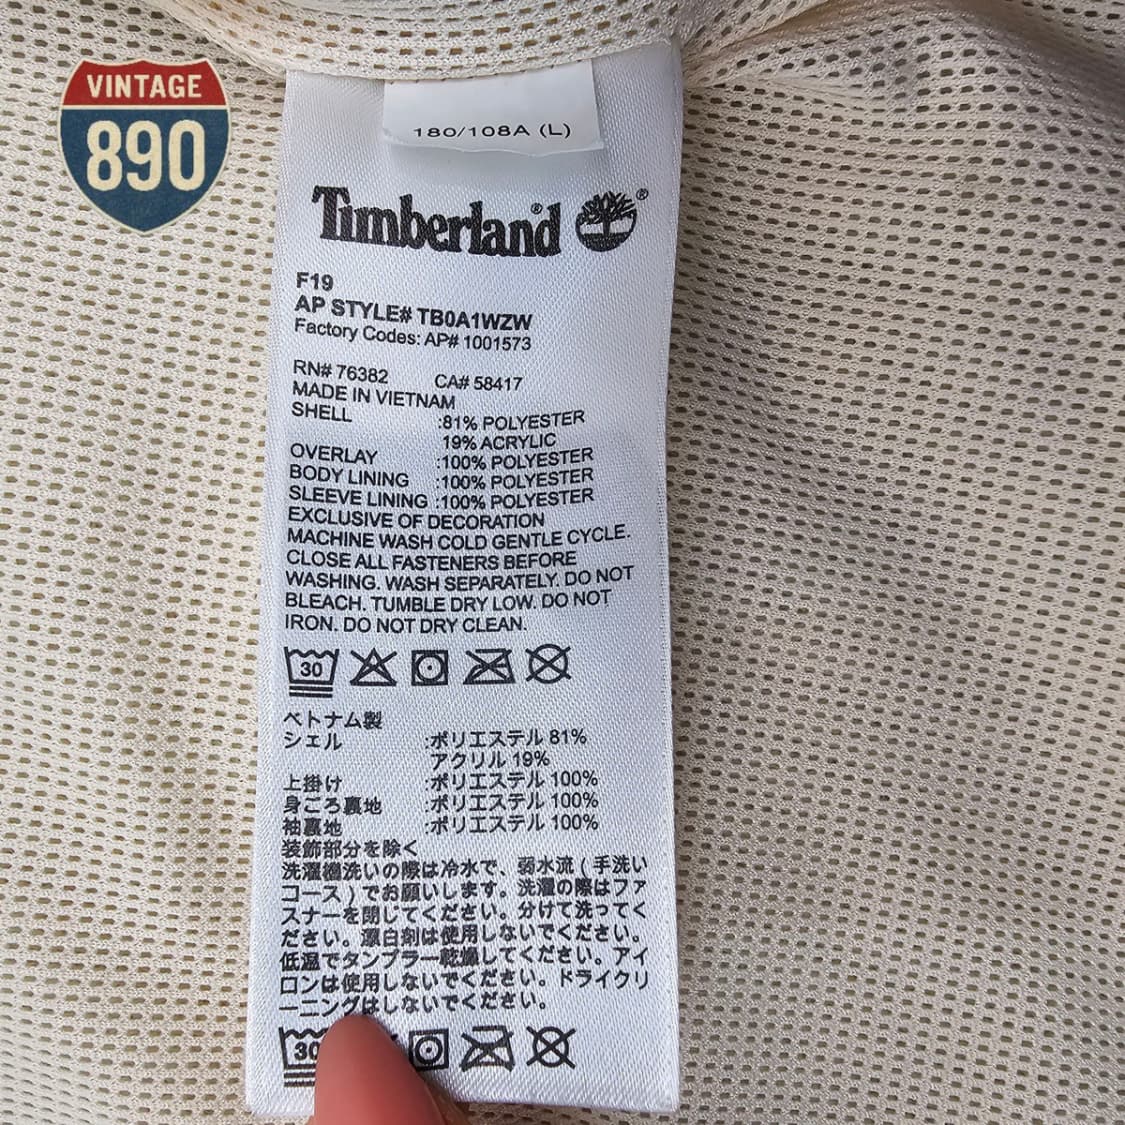 VINTAGE
890
180/108A (L)
Timberland® ®
F19
AP STYLE# TB0A1WZW
Factory Codes: AP# 1001573
RN# 76382 CA# 58417
MADE IN VIETNAM
SHELL :81% POLYESTER
19% ACRYLIC
OVERLAY :100% POLYESTER
BODY LINING :100% POLYESTER
SLEEVE LINING :100% POLYESTER
EXCLUSIVE OF DECORATION
MACHINE WASH COLD GENTLE CYCLE.
CLOSE ALL FASTENERS BEFORE
WASHING. WASH SEPARATELY. DO NOT
BLEACH. TUMBLE DRY LOW. DO NOT
IRON. DO NOT DRY CLEAN.
30
ベトナム製
シェル :ポリエステル 81%
アクリル 19%
上掛け :ポリエステル 100%
身ごろ裏地 :ポリエステル 100%
袖裏地 :ポリエステル 100%
装飾部分を除く
洗濯機洗いの際は冷水で、弱水流 ( 手洗い
コース ) でお願いします。洗濯の際はファ
スナーを閉じてください。分けて洗ってく
ださい。漂白剤は使用しないでください。
低温でタンブラー乾燥してください。アイ
ロンは使用しないでください。ドライクリ
ーニングはしないでください。
30